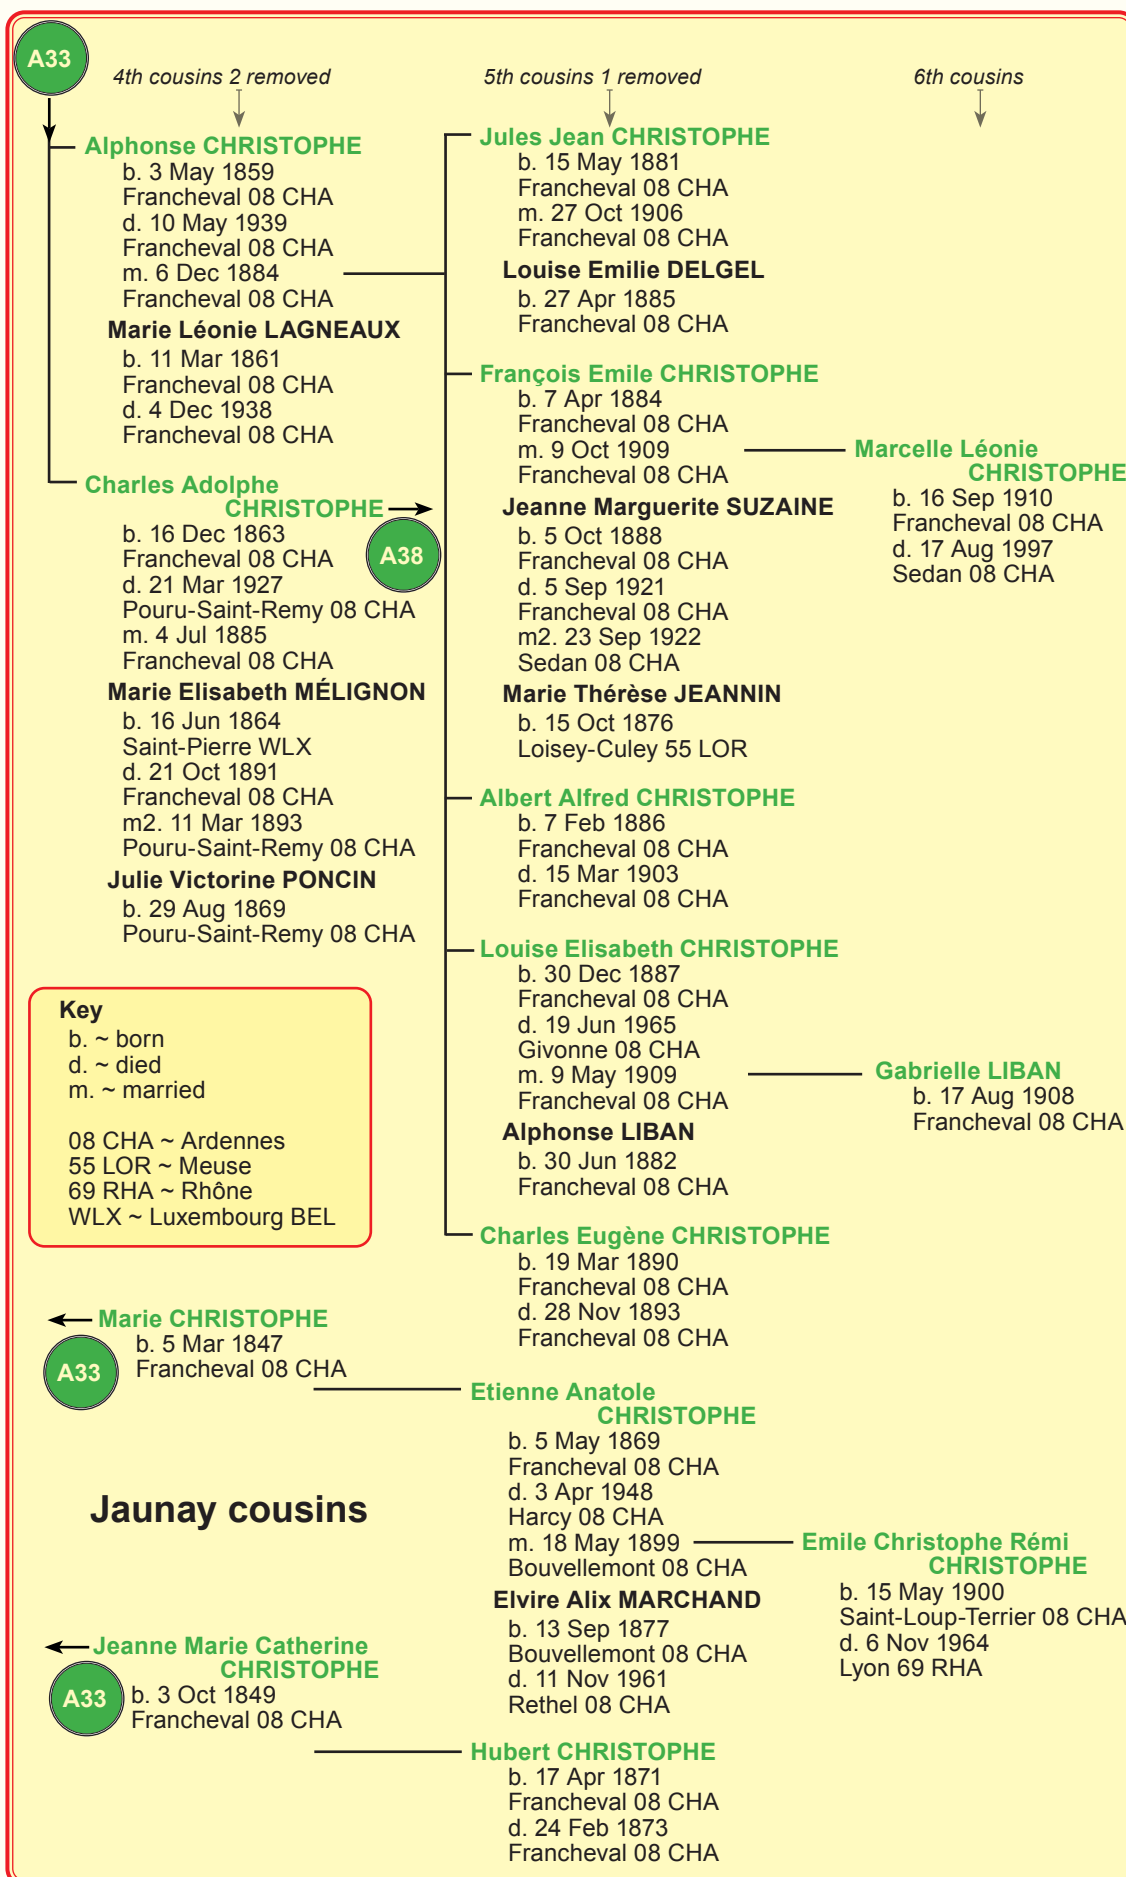 A33
4th cousins 2 removed
5th cousins 1 removed
6th cousins
Alphonse CHRISTOPHE
b. 3 May 1859
Francheval 08 CHA
d. 10 May 1939
Francheval 08 CHA
m. 6 Dec 1884
Francheval 08 CHA
Marie Léonie LAGNEAUX
b. 11 Mar 1861
Francheval 08 CHA
d. 4 Dec 1938
Francheval 08 CHA
Charles Adolphe
CHRISTOPHE
A38
b. 16 Dec 1863
Francheval 08 CHA
d. 21 Mar 1927
Pouru-Saint-Remy 08 CHA
m. 4 Jul 1885
Francheval 08 CHA
Marie Elisabeth MÉLIGNON
b. 16 Jun 1864
Saint-Pierre WLX
d. 21 Oct 1891
Francheval 08 CHA
m2. 11 Mar 1893
Pouru-Saint-Remy 08 CHA
Julie Victorine PONCIN
b. 29 Aug 1869
Pouru-Saint-Remy 08 CHA
Key
b. ~ born
d. ~ died
m. ~ married
08 CHA ~ Ardennes
55 LOR ~ Meuse
69 RHA ~ Rhône
WLX ~ Luxembourg BEL
Jules Jean CHRISTOPHE
b. 15 May 1881
Francheval 08 CHA
m. 27 Oct 1906
Francheval 08 CHA
Louise Emilie DELGEL
b. 27 Apr 1885
Francheval 08 CHA
François Emile CHRISTOPHE
b. 7 Apr 1884
Francheval 08 CHA
m. 9 Oct 1909
Francheval 08 CHA
Jeanne Marguerite SUZAINE
b. 5 Oct 1888
Francheval 08 CHA
d. 5 Sep 1921
Francheval 08 CHA
m2. 23 Sep 1922
Sedan 08 CHA
Marie Thérèse JEANNIN
b. 15 Oct 1876
Loisey-Culey 55 LOR
Marcelle Léonie
CHRISTOPHE
b. 16 Sep 1910
Francheval 08 CHA
d. 17 Aug 1997
Sedan 08 CHA
Albert Alfred CHRISTOPHE
b. 7 Feb 1886
Francheval 08 CHA
d. 15 Mar 1903
Francheval 08 CHA
Louise Elisabeth CHRISTOPHE
b. 30 Dec 1887
Francheval 08 CHA
d. 19 Jun 1965
Givonne 08 CHA
m. 9 May 1909
Francheval 08 CHA
Alphonse LIBAN
b. 30 Jun 1882
Francheval 08 CHA
Gabrielle LIBAN
b. 17 Aug 1908
Francheval 08 CHA
Charles Eugène CHRISTOPHE
b. 19 Mar 1890
Francheval 08 CHA
d. 28 Nov 1893
Francheval 08 CHA
Marie CHRISTOPHE
A33
b. 5 Mar 1847
Francheval 08 CHA
Etienne Anatole
CHRISTOPHE
b. 5 May 1869
Francheval 08 CHA
d. 3 Apr 1948
Harcy 08 CHA
m. 18 May 1899
Bouvellemont 08 CHA
Elvire Alix MARCHAND
b. 13 Sep 1877
Bouvellemont 08 CHA
d. 11 Nov 1961
Rethel 08 CHA
Emile Christophe Rémi
CHRISTOPHE
b. 15 May 1900
Saint-Loup-Terrier 08 CHA
d. 6 Nov 1964
Lyon 69 RHA
Jaunay cousins
Jeanne Marie Catherine
CHRISTOPHE
A33
b. 3 Oct 1849
Francheval 08 CHA
Hubert CHRISTOPHE
b. 17 Apr 1871
Francheval 08 CHA
d. 24 Feb 1873
Francheval 08 CHA